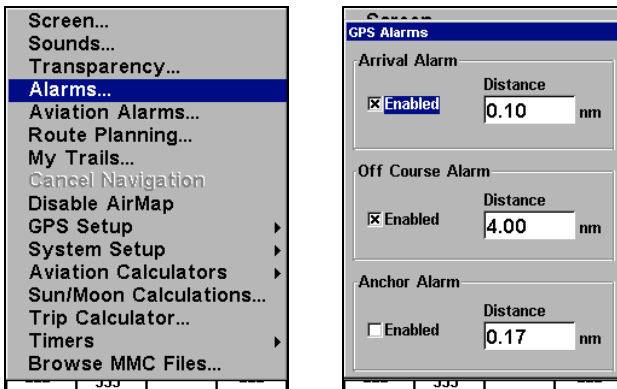 Screen...
Sounds...
Transparency...
Alarms...
Aviation Alarms...
Route Planning...
My Trails...
Cancel Navigation
Disable AirMap
GPS Setup
System Setup
Aviation Calculators
Sun/Moon Calculations...
Trip Calculator...
Timers
Browse MMC Files...
GPS Alarms
Arrival Alarm
Distance
Enabled 0.10 nm
Off Course Alarm
Distance
Enabled 4.00 nm
Anchor Alarm
Distance
Enabled 0.17 nm